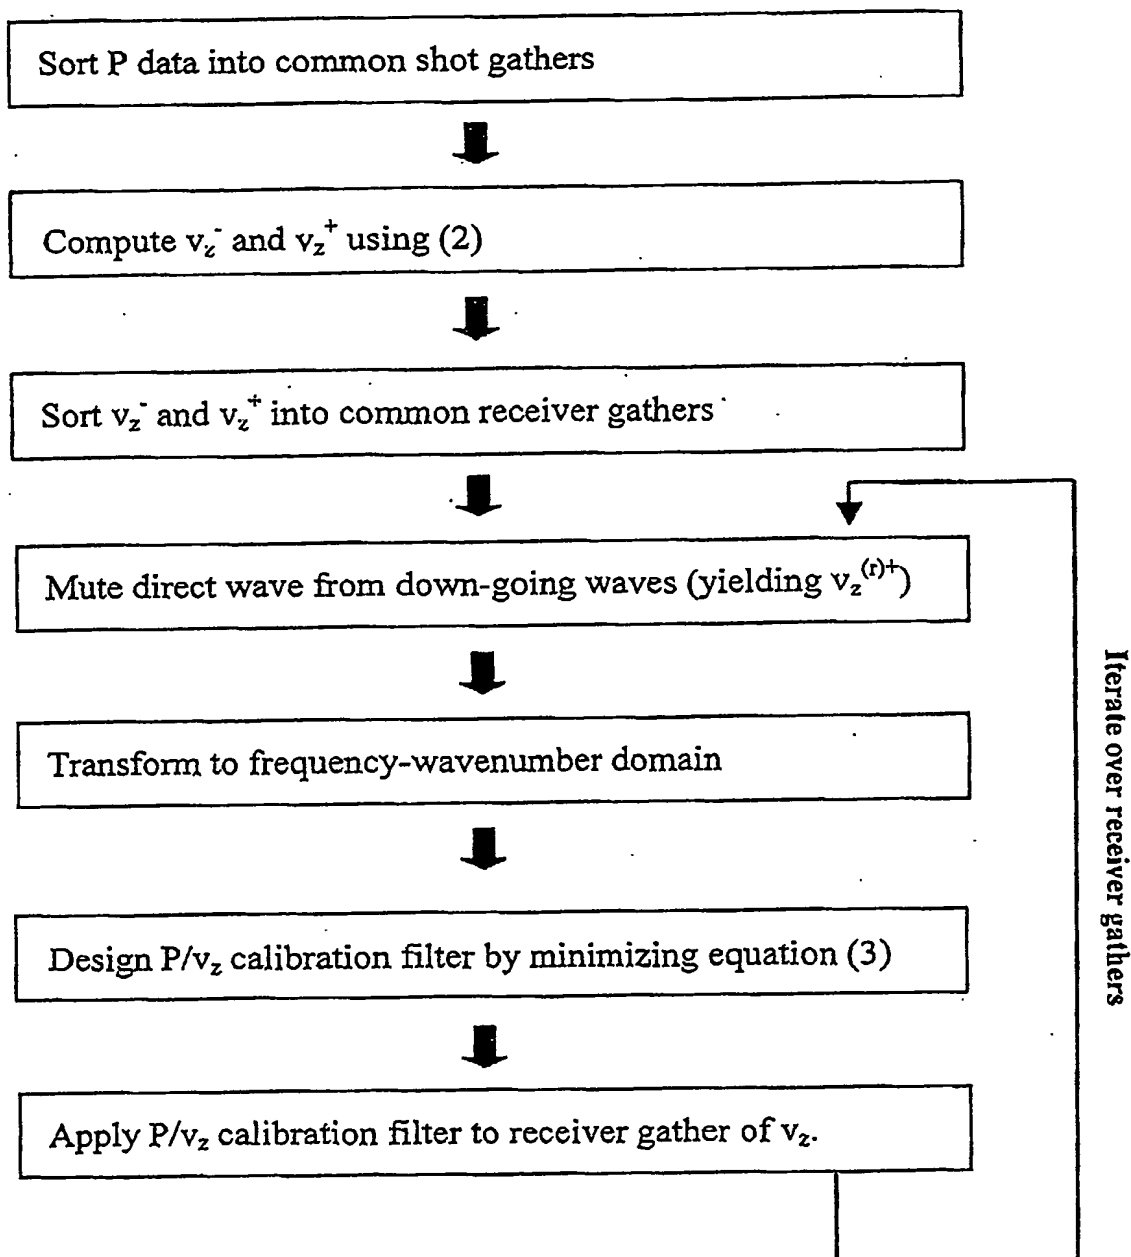 Sort P data into common shot gathers
Compute v_z^- and v_z^+ using (2)
Sort v_z^- and v_z^+ into common receiver gathers
Mute direct wave from down-going waves (yielding v_z^(r)+)
Transform to frequency-wavenumber domain
Design P/v_z calibration filter by minimizing equation (3)
Apply P/v_z calibration filter to receiver gather of v_z.
Iterate over receiver gathers